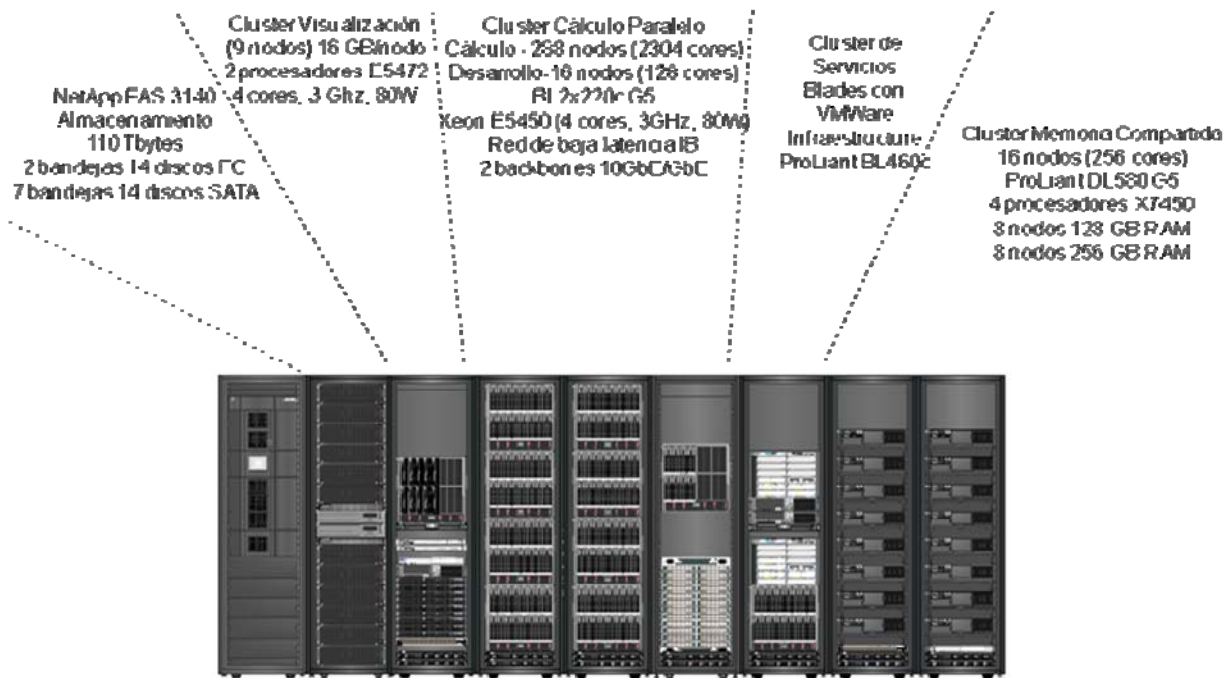 Cluster Visualización
(9 nodos) 16 GB/nodo
2 procesadores E5472
4 cores, 3 Ghz, 80W
NetApp FAS 3140
Almacenamiento
110 Tbytes
2 bandejas 14 discos FC
7 bandejas 14 discos SATA
Cluster Cálculo Paralelo
Cálculo - 288 nodos (2304 cores)
Desarrollo-16 nodos (128 cores)
BL2x220c G5
Xeon E5450 (4 cores, 3GHz, 80W)
Red de baja latencia IB
2 backbones 10GbE/GbE
Cluster de
Servicios
Blades con
VMWare
Infraestructure
ProLiant BL460c
Cluster Memoria Compartida
16 nodos (256 cores)
ProLiant DL580 G5
4 procesadores X7450
8 nodos 128 GB RAM
8 nodos 256 GB RAM